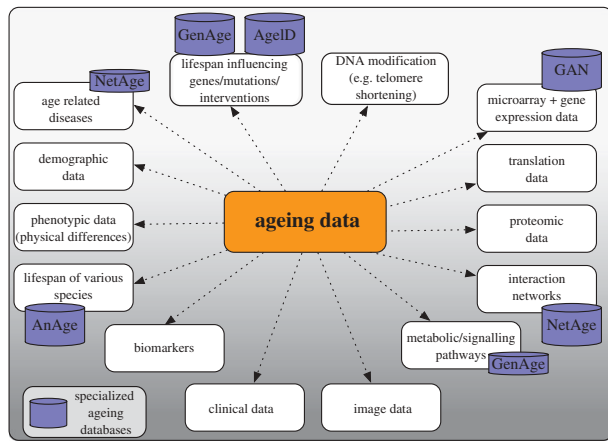 GenAge
AgeID
lifespan influencing
genes/mutations/
interventions
DNA modification
(e.g. telomere
shortening)
GAN
microarray + gene
expression data
NetAge
age related
diseases
demographic
data
translation
data
ageing data
phenotypic data
(physical differences)
proteomic
data
lifespan of various
species
AnAge
interaction
networks
NetAge
biomarkers
metabolic/signalling
pathways
GenAge
clinical data
image data
specialized
ageing
databases